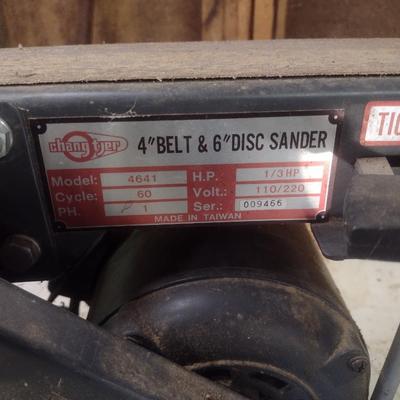 chang tjer 4" BELT & 6" DISC SANDER
Model: 4641 H.P. 1/3HP
Cycle: 60 Volt.: 110/220
PH. 1 Ser.: 009466
MADE IN TAIWAN